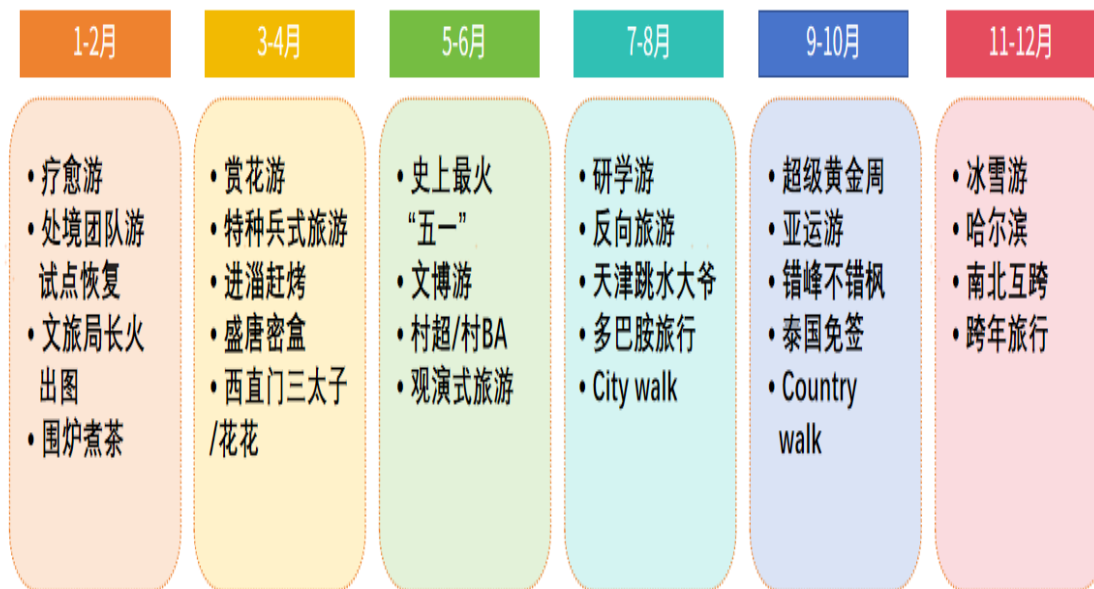 1-2月
• 疗愈游
• 处境团队游
试点恢复
• 文旅局长火
出图
• 围炉煮茶
3-4月
• 赏花游
• 特种兵式旅游
• 进淄赶烤
• 盛唐密盒
• 西直门三太子
/花花
5-6月
• 史上最火
“五一”
• 文博游
• 村超/村BA
• 观演式旅游
7-8月
• 研学游
• 反向旅游
• 天津跳水大爷
• 多巴胺旅行
• City walk
9-10月
• 超级黄金周
• 亚运游
• 错峰不错枫
• 泰国免签
• Country
walk
11-12月
• 冰雪游
• 哈尔滨
• 南北互跨
• 跨年旅行